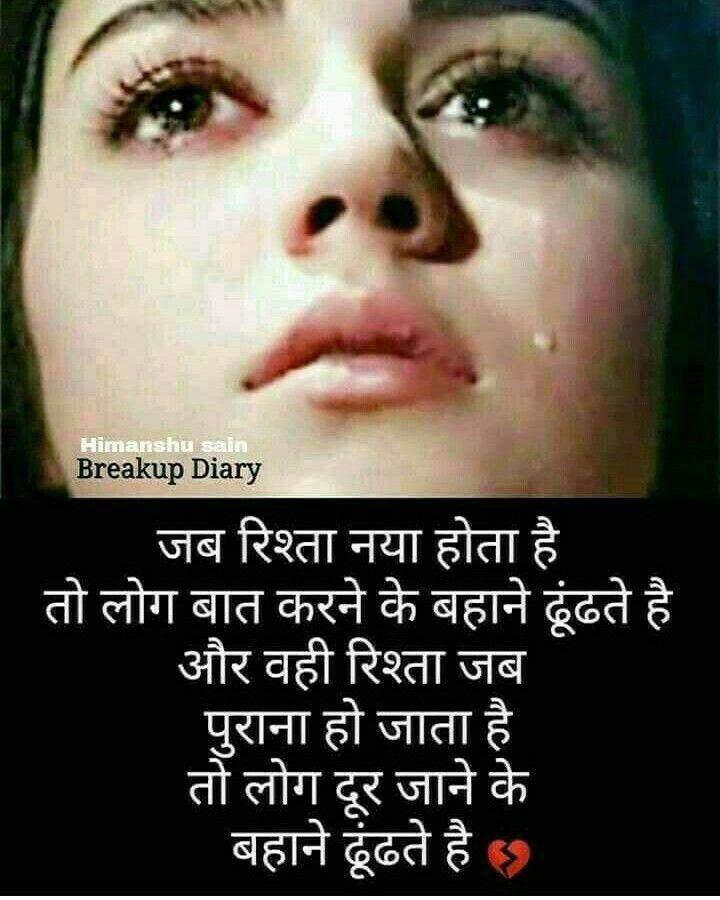 Himanshu sain
Breakup Diary
जब रिश्ता नया होता है
तो लोग बात करने के बहाने ढूंढते है
और वही रिश्ता जब
पुराना हो जाता है
तो लोग दूर जाने के
बहाने ढूंढते है 💔